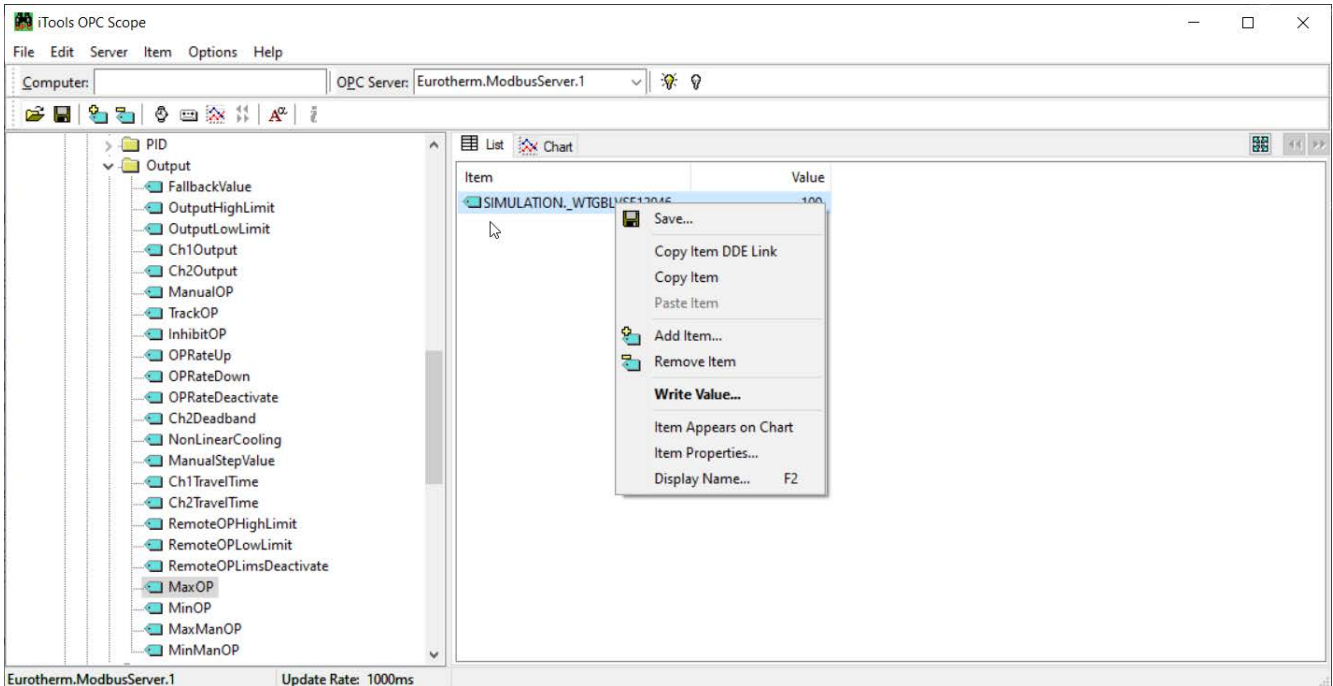 iTools OPC Scope
File Edit Server Item Options Help
Computer: OPC Server: Eurotherm.ModbusServer.1
PID
Output
FallbackValue
OutputHighLimit
OutputLowLimit
Ch1Output
Ch2Output
ManualOP
TrackOP
InhibitOP
OPRateUp
OPRateDown
OPRateDeactivate
Ch2Deadband
NonLinearCooling
ManualStepValue
Ch1TravelTime
Ch2TravelTime
RemoteOPHighLimit
RemoteOPLowLimit
RemoteOPLimsDeactivate
MaxOP
MinOP
MaxManOP
MinManOP
List Chart
Item Value
100
Save...
Copy Item DDE Link
Copy Item
Paste Item
Add Item...
Remove Item
Write Value...
Item Appears on Chart
Item Properties...
Display Name... F2
Eurotherm.ModbusServer.1 Update Rate: 1000ms